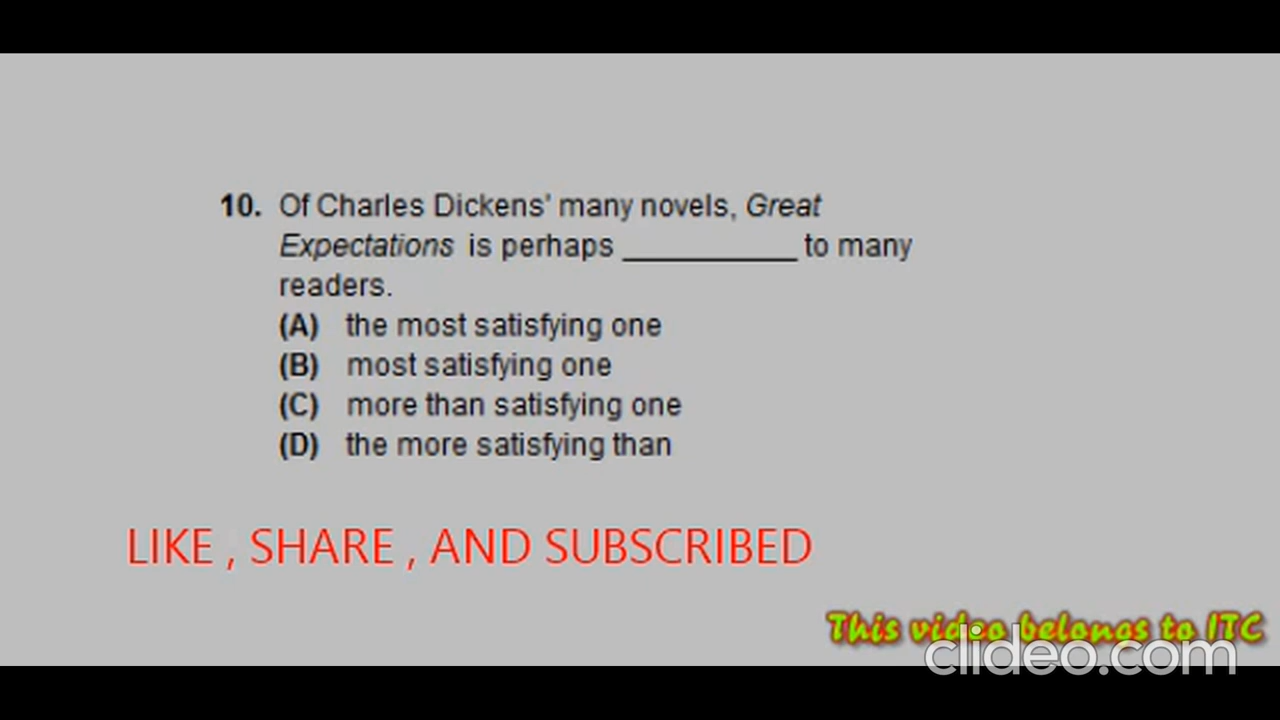 10. Of Charles Dickens' many novels, Great
Expectations is perhaps __________ to many
readers.
(A) the most satisfying one
(B) most satisfying one
(C) more than satisfying one
(D) the more satisfying than
LIKE , SHARE , AND SUBSCRIBED
This video belongs to ITC
clideo.com